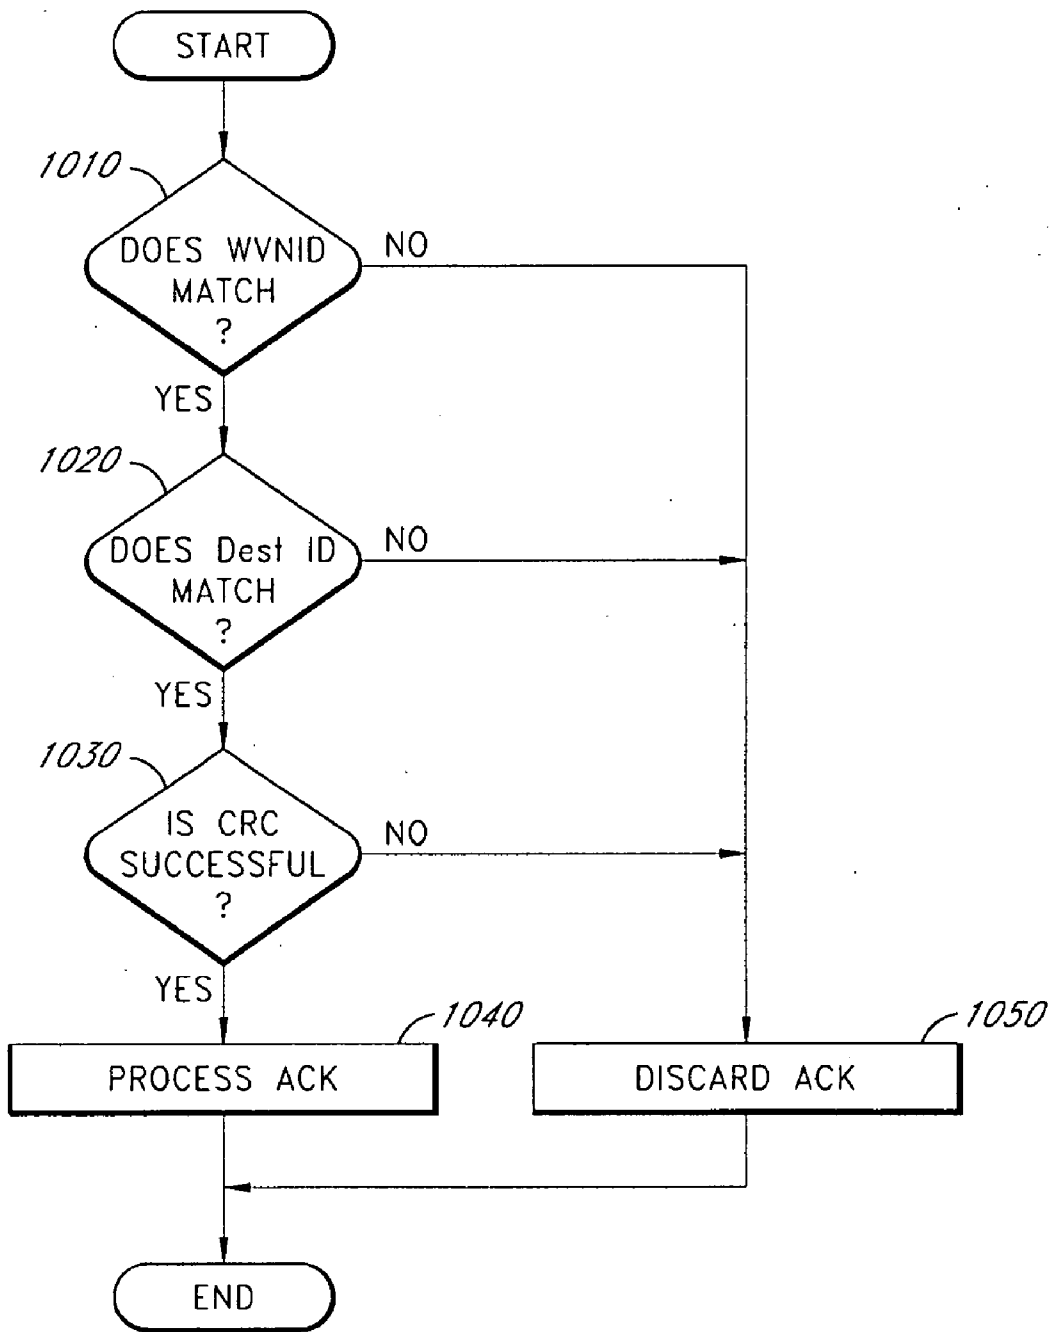 START
1010
DOES WVNID
MATCH
?
NO
YES
1020
DOES Dest ID
MATCH
?
NO
YES
1030
IS CRC
SUCCESSFUL
?
NO
YES
1040
PROCESS ACK
1050
DISCARD ACK
END